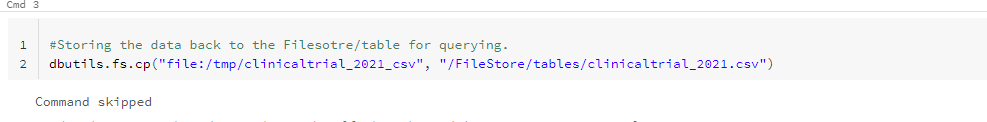 Cmd 3
1 #Storing the data back to the Filesotre/table for querying.
2 dbutils.fs.cp("file:/tmp/clinicaltrial_2021_csv", "/FileStore/tables/clinicaltrial_2021.csv")
Command skipped